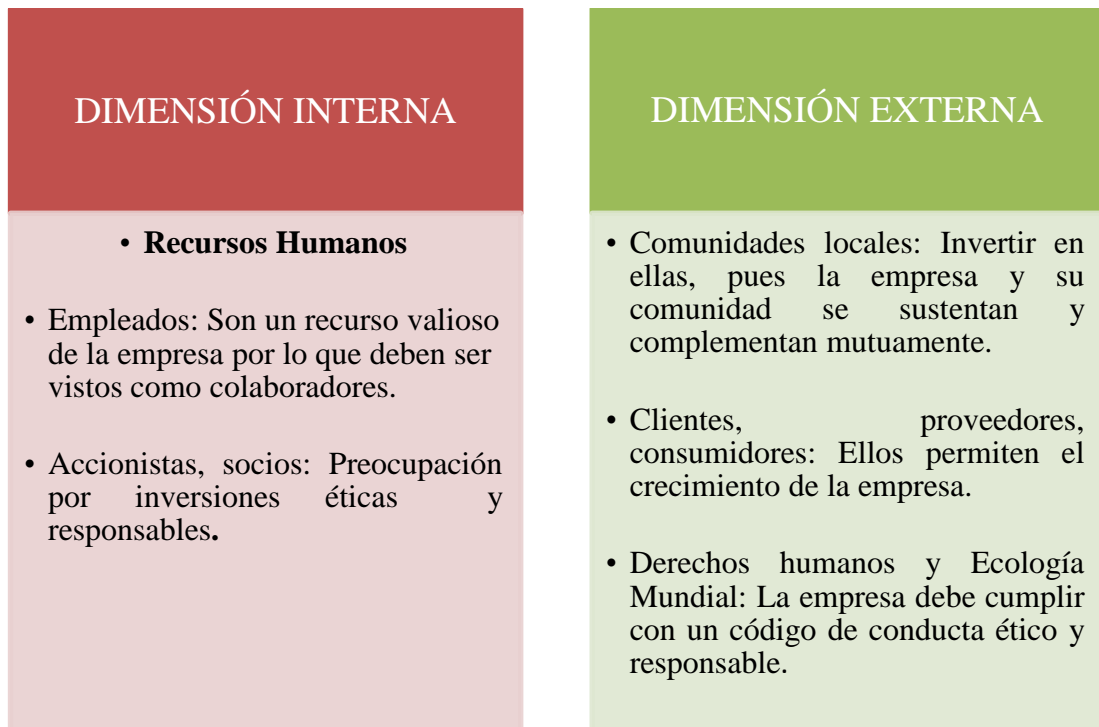 DIMENSIÓN INTERNA
• Recursos Humanos
• Empleados: Son un recurso valioso
de la empresa por lo que deben ser
vistos como colaboradores.
• Accionistas, socios: Preocupación
por inversiones éticas y
responsables.
DIMENSIÓN EXTERNA
• Comunidades locales: Invertir en
ellas, pues la empresa y su
comunidad se sustentan y
complementan mutuamente.
• Clientes, proveedores,
consumidores: Ellos permiten el
crecimiento de la empresa.
• Derechos humanos y Ecología
Mundial: La empresa debe cumplir
con un código de conducta ético y
responsable.